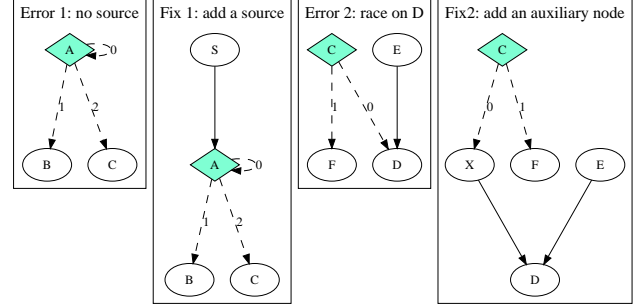 Error 1: no source
A
0
1
2
B
C
Fix 1: add a source
S
A
0
1
2
B
C
Error 2: race on D
C
E
1
0
F
D
Fix2: add an auxiliary node
C
0
1
X
F
E
D